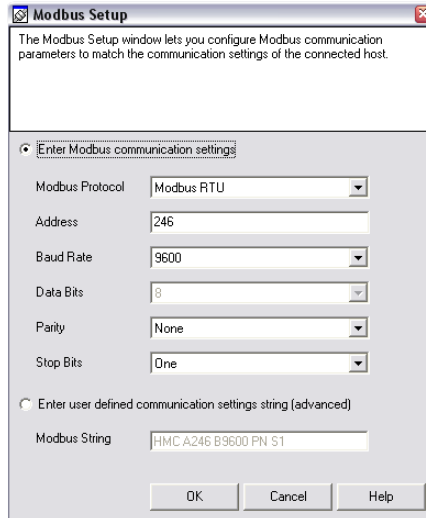 Modbus Setup
The Modbus Setup window lets you configure Modbus communication
parameters to match the communication settings of the connected host.
Enter Modbus communication settings
Modbus Protocol Modbus RTU
Address 246
Baud Rate 9600
Data Bits 8
Parity None
Stop Bits One
Enter user defined communication settings string (advanced)
Modbus String HMC A246 B9600 PN S1
OK Cancel Help